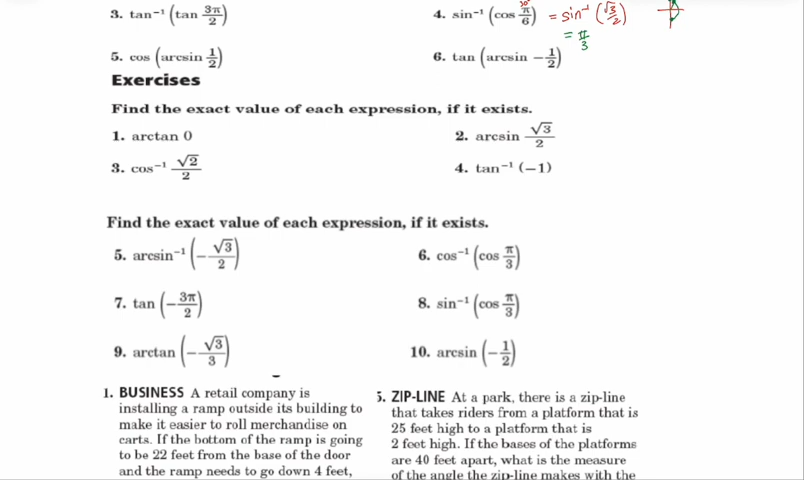 3. tan⁻¹ (tan 3π/2)
4. sin⁻¹ (cos π/6) = sin⁻¹ (√3/2)
= π/3
5. cos (arcsin 1/2)
6. tan (arcsin −1/2)
Exercises
Find the exact value of each expression, if it exists.
1. arctan 0
2. arcsin √3/2
3. cos⁻¹ √2/2
4. tan⁻¹ (−1)
Find the exact value of each expression, if it exists.
5. arcsin⁻¹ (−√3/2)
6. cos⁻¹ (cos π/3)
7. tan (−3π/2)
8. sin⁻¹ (cos π/3)
9. arctan (−√3/3)
10. arcsin (−1/2)
1. BUSINESS A retail company is
installing a ramp outside its building to
make it easier to roll merchandise on
carts. If the bottom of the ramp is going
to be 22 feet from the base of the door
and the ramp needs to go down 4 feet,
5. ZIP-LINE At a park, there is a zip-line
that takes riders from a platform that is
25 feet high to a platform that is
2 feet high. If the bases of the platforms
are 40 feet apart, what is the measure
of the angle the zip-line makes with the